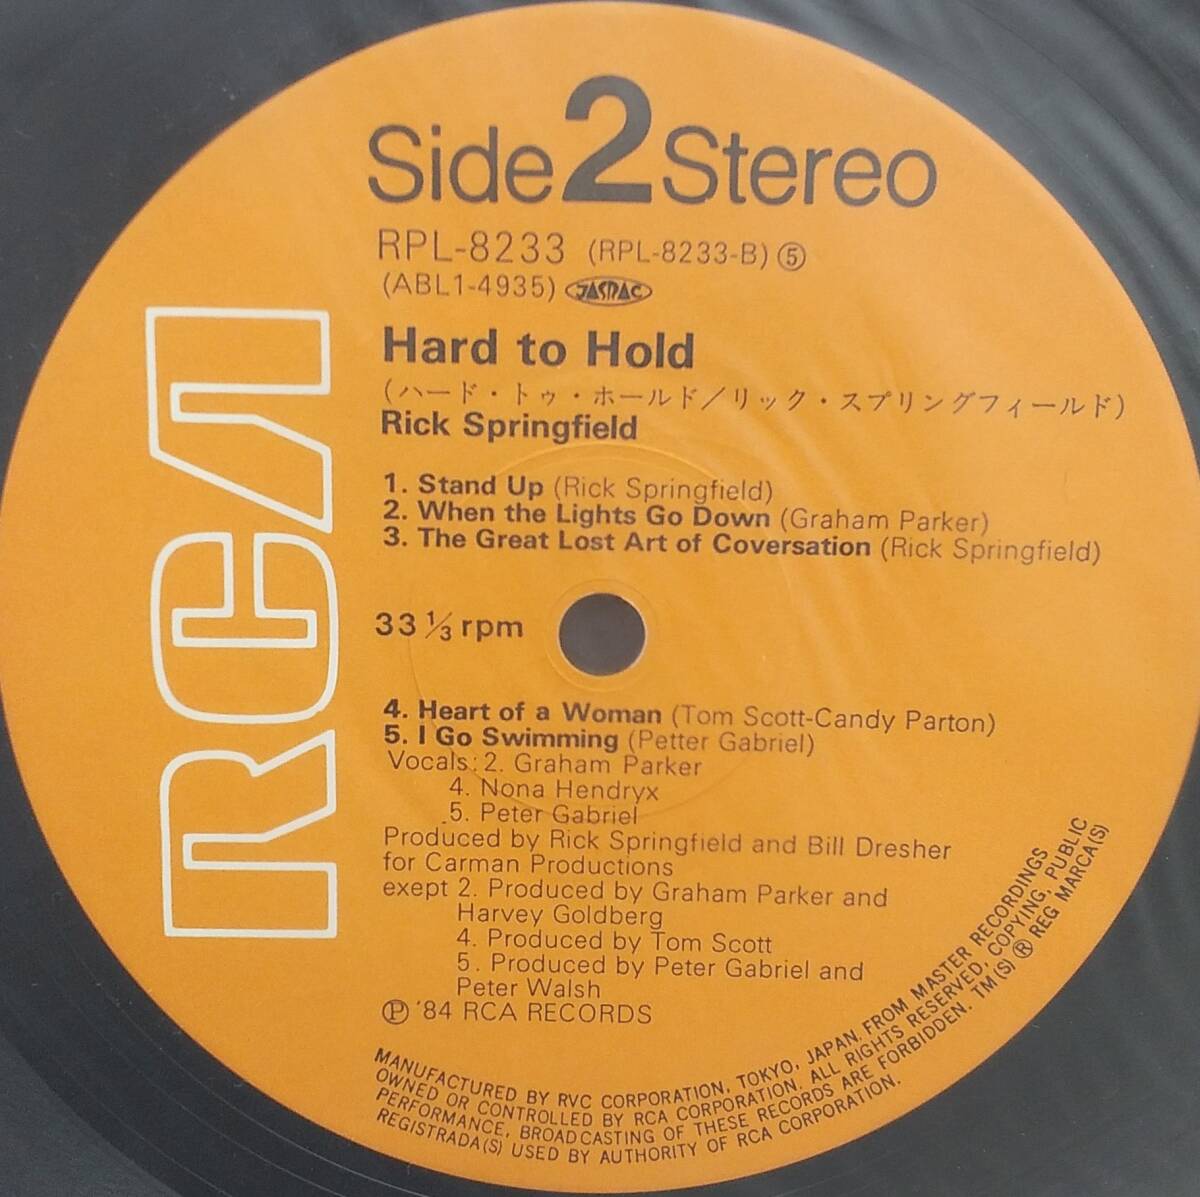 Side 2 Stereo
RPL-8233 (RPL-8233-B) ⑤
(ABL1-4935) JASRAC
Hard to Hold
(ハード・トゥ・ホールド／リック・スプリングフィールド)
Rick Springfield
1. Stand Up (Rick Springfield)
2. When the Lights Go Down (Graham Parker)
3. The Great Lost Art of Coversation (Rick Springfield)
33 1/3 rpm
4. Heart of a Woman (Tom Scott-Candy Parton)
5. I Go Swimming (Petter Gabriel)
Vocals: 2. Graham Parker
4. Nona Hendryx
5. Peter Gabriel
Produced by Rick Springfield and Bill Dresher
for Carman Productions
exept 2. Produced by Graham Parker and
Harvey Goldberg
4. Produced by Tom Scott
5. Produced by Peter Gabriel and
Peter Walsh
Ⓟ '84 RCA RECORDS
MANUFACTURED BY RVC CORPORATION, TOKYO, JAPAN. FROM MASTER RECORDINGS
OWNED OR CONTROLLED BY RCA CORPORATION. ALL RIGHTS RESERVED, COPYING, PUBLIC
PERFORMANCE, BROADCASTING OF THESE RECORDS ARE FORBIDDEN. TM(S) ® REG MARCA(S)
REGISTRADA(S) USED BY AUTHORITY OF RCA CORPORATION.
RCA